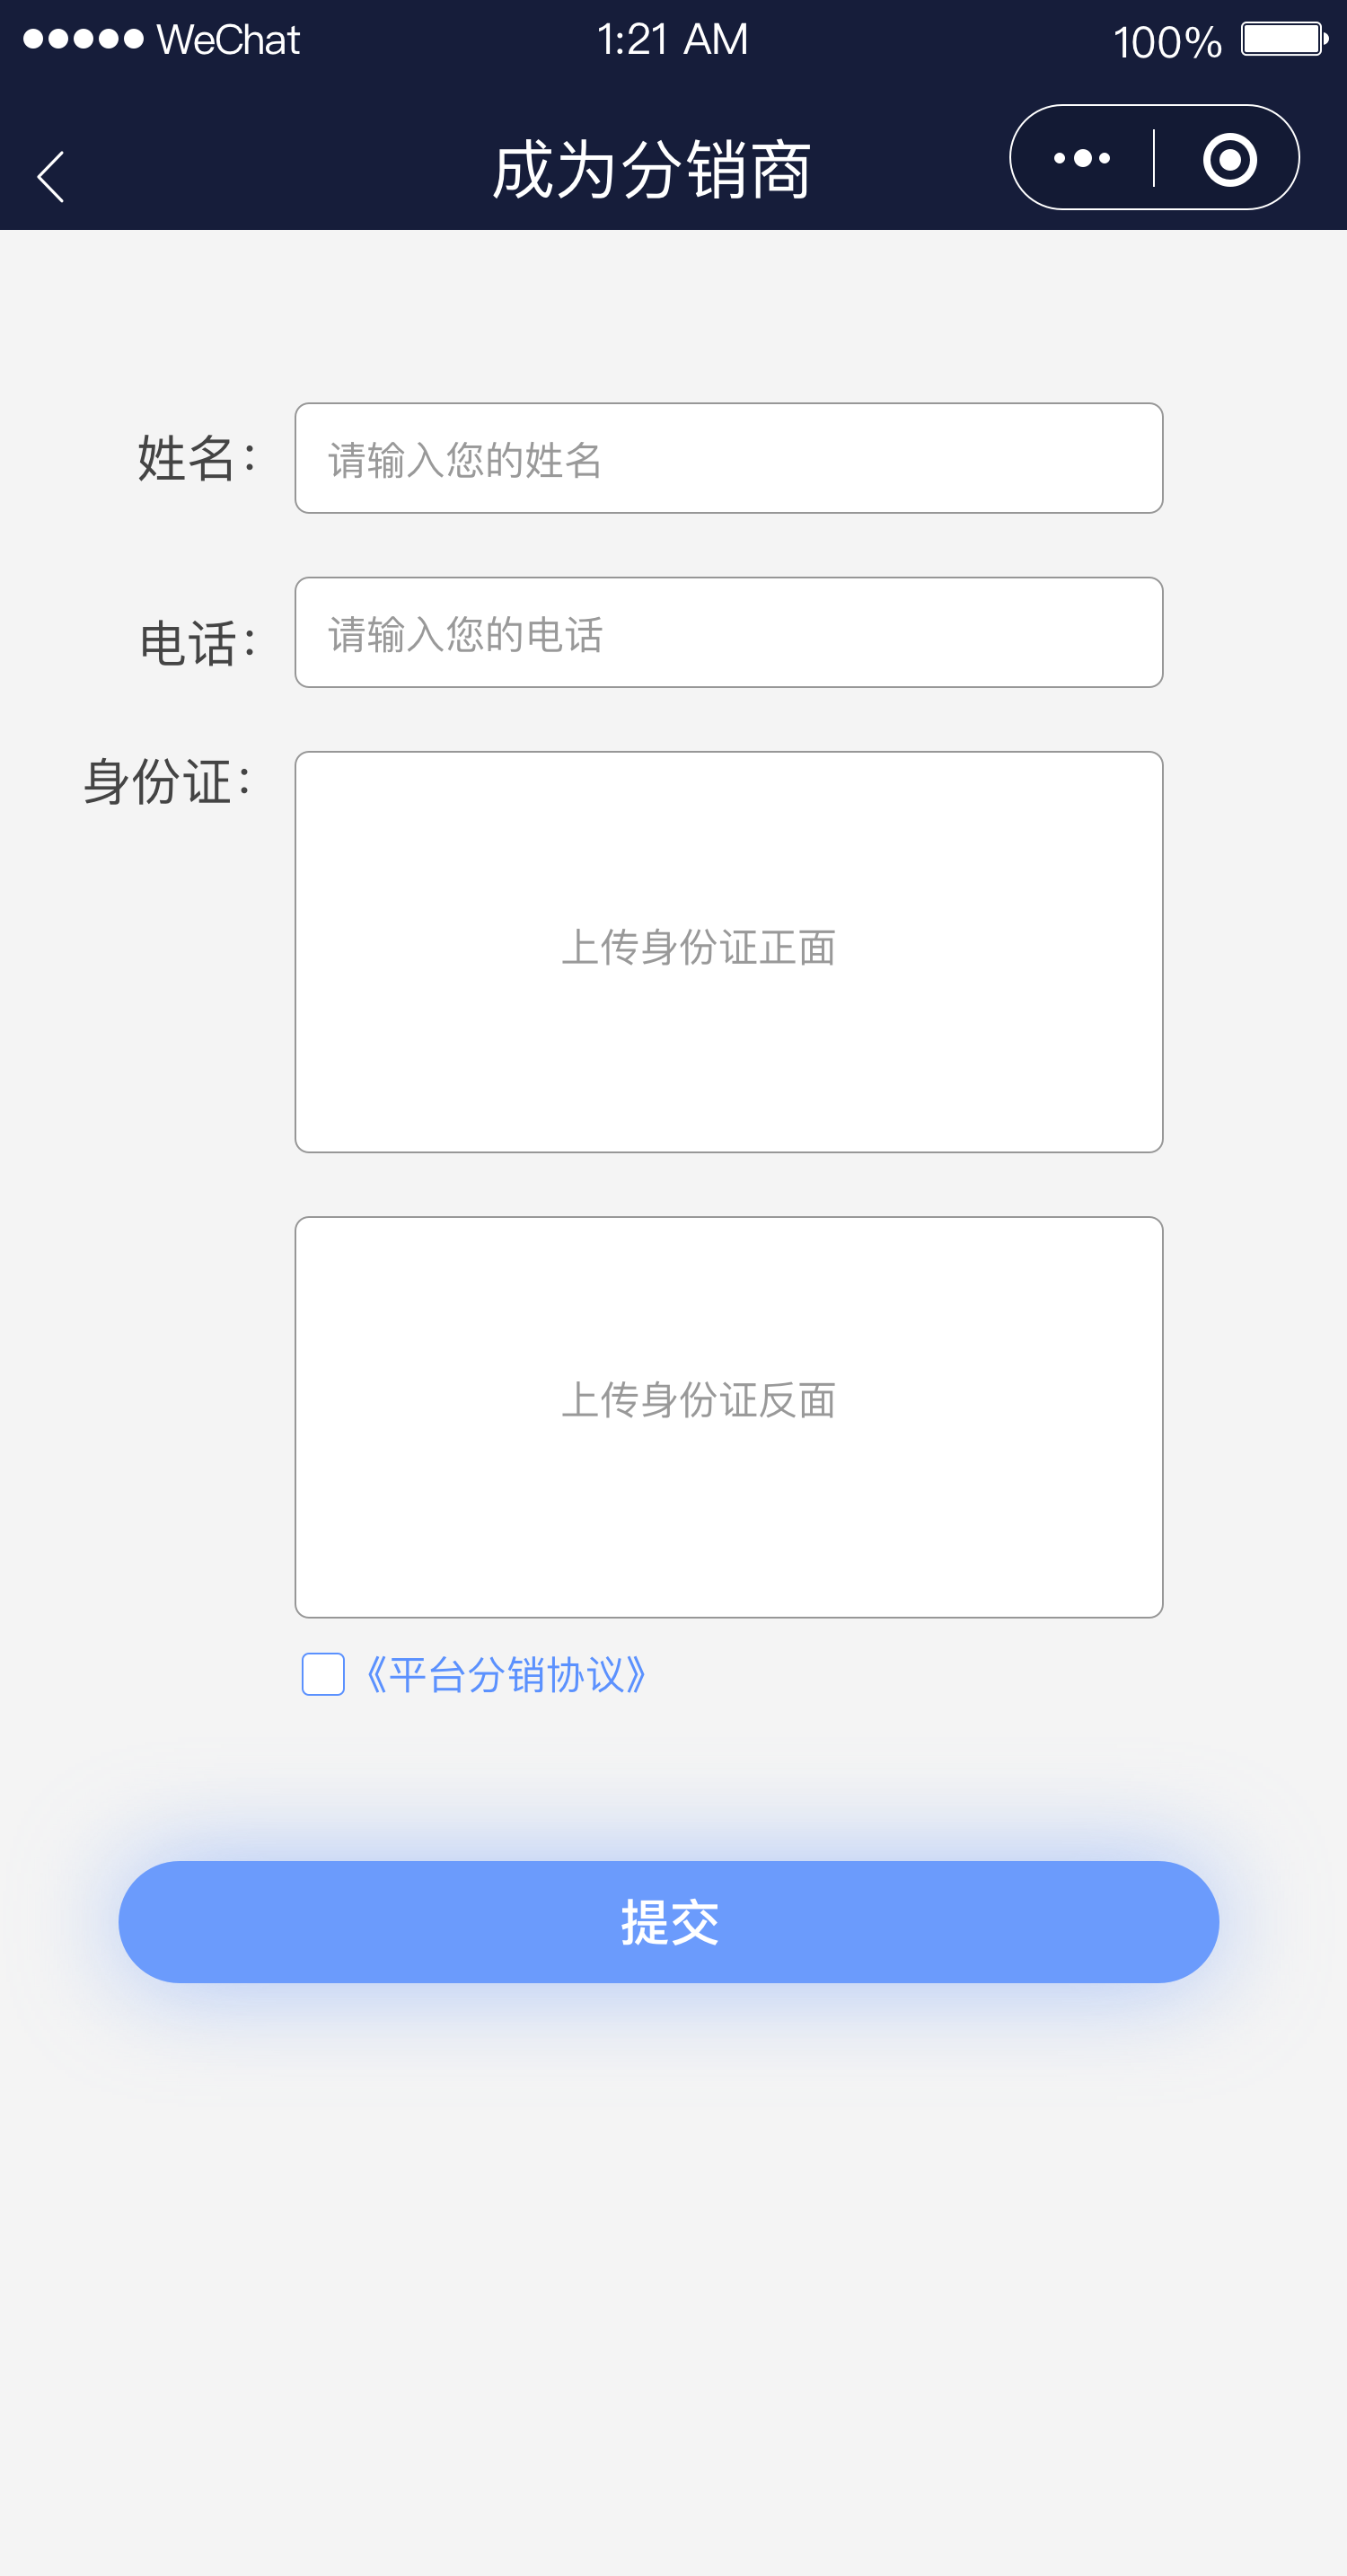 WeChat 1:21 AM 100%
成为分销商
姓名： 请输入您的姓名
电话： 请输入您的电话
身份证：
上传身份证正面
上传身份证反面
《平台分销协议》
提交